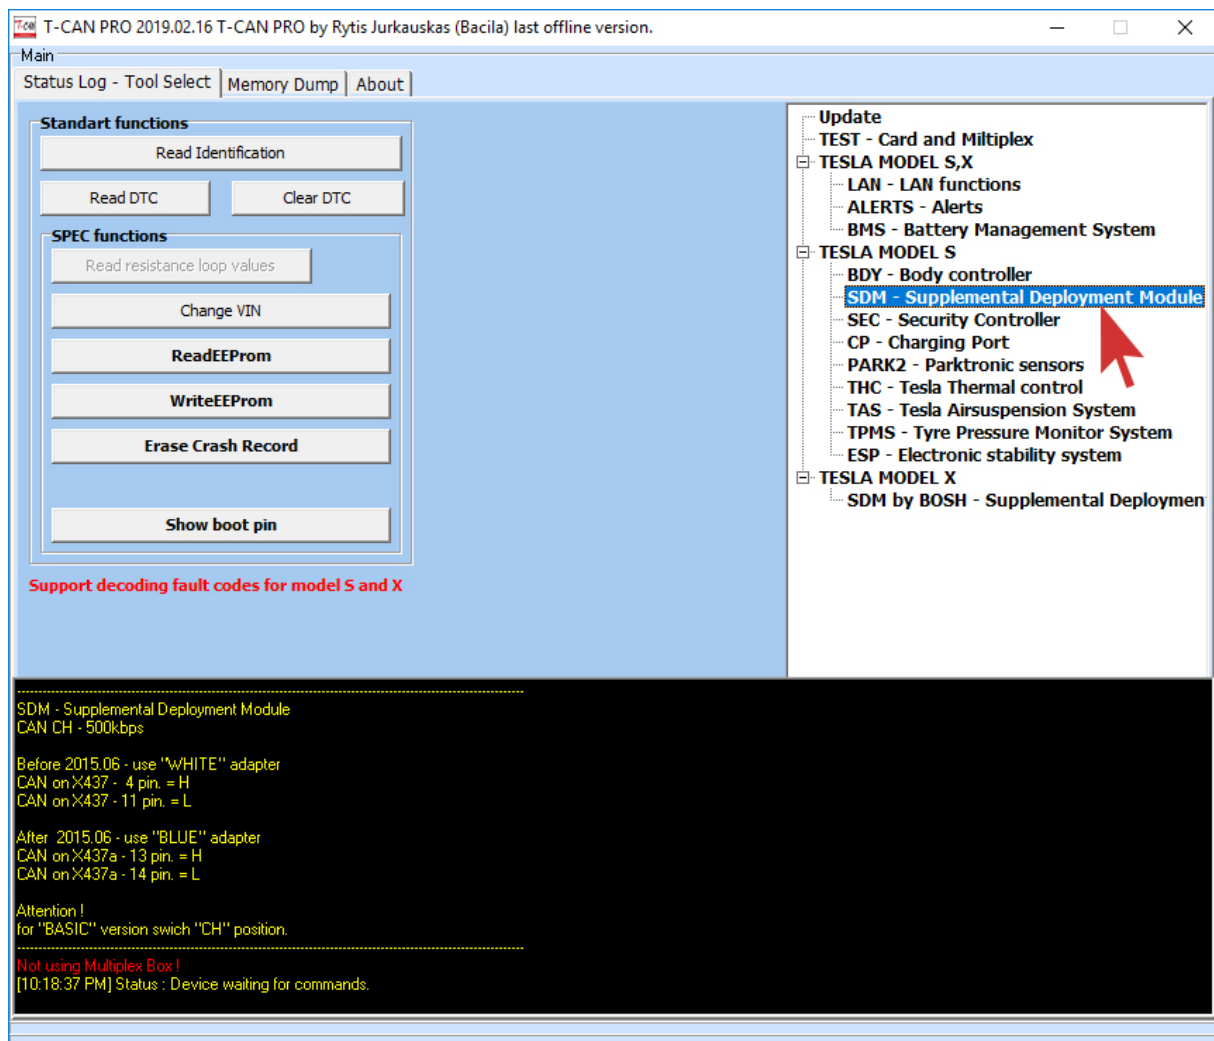 T-CAN PRO 2019.02.16 T-CAN PRO by Rytis Jurkauskas (Bacila) last offline version.
Main
Status Log - Tool Select
Memory Dump
About
Standart functions
Read Identification
Read DTC
Clear DTC
SPEC functions
Read resistance loop values
Change VIN
ReadEEProm
WriteEEProm
Erase Crash Record
Show boot pin
Support decoding fault codes for model S and X
Update
TEST - Card and Miltiplex
TESLA MODEL S,X
LAN - LAN functions
ALERTS - Alerts
BMS - Battery Management System
TESLA MODEL S
BDY - Body controller
SDM - Supplemental Deployment Module
SEC - Security Controller
CP - Charging Port
PARK2 - Parktronic sensors
THC - Tesla Thermal control
TAS - Tesla Airsuspension System
TPMS - Tyre Pressure Monitor System
ESP - Electronic stability system
TESLA MODEL X
SDM by BOSH - Supplemental Deploymen
SDM - Supplemental Deployment Module
CAN CH - 500kbps
Before 2015.06 - use "WHITE" adapter
CAN on X437 - 4 pin. = H
CAN on X437 - 11 pin. = L
After 2015.06 - use "BLUE" adapter
CAN on X437a - 13 pin. = H
CAN on X437a - 14 pin. = L
Attention !
for "BASIC" version swich "CH" position.
Not using Multiplex Box !
[10:18:37 PM] Status : Device waiting for commands.